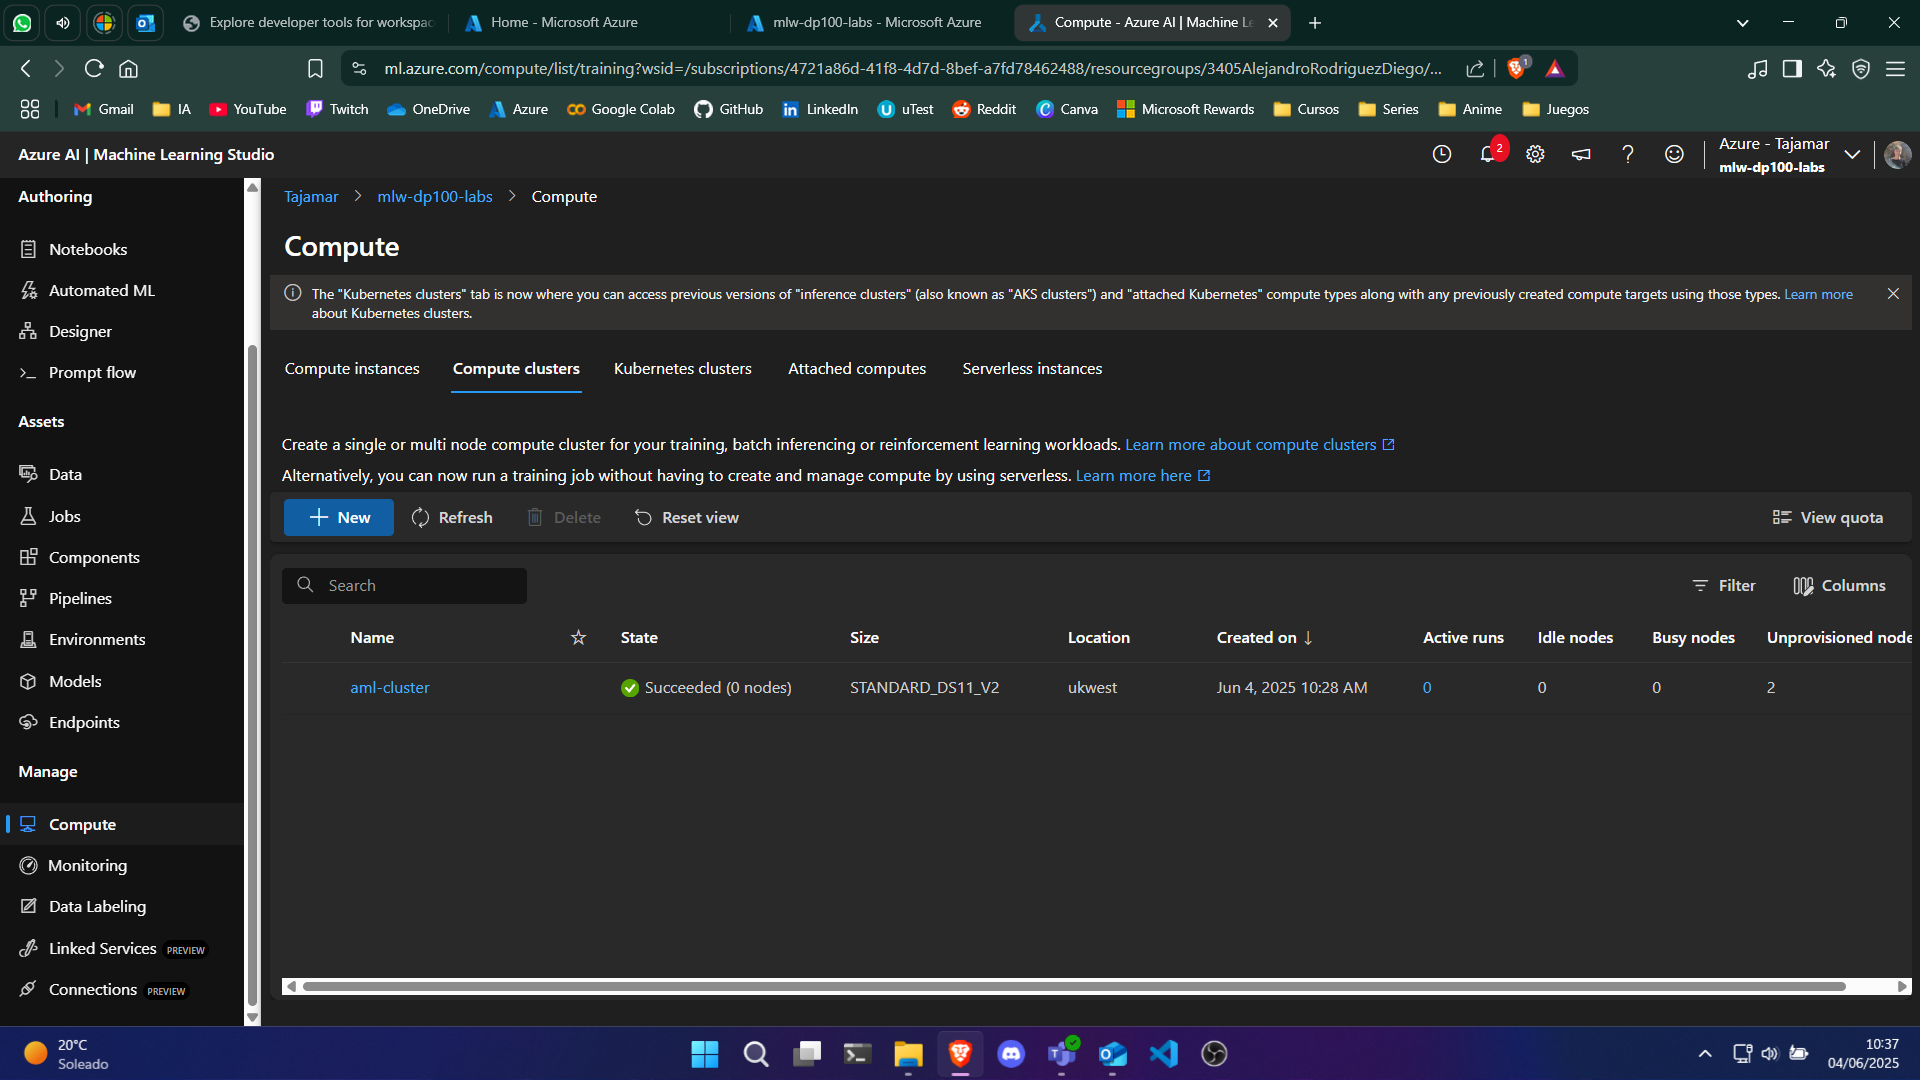 Explore developer tools for workspac
Home - Microsoft Azure
mlw-dp100-labs - Microsoft Azure
Compute - Azure AI | Machine Le
ml.azure.com/compute/list/training?wsid=/subscriptions/4721a86d-41f8-4d7d-8bef-a7fd78462488/resourcegroups/3405AlejandroRodriguezDiego/...
1
Gmail
IA
YouTube
Twitch
OneDrive
Azure
Google Colab
GitHub
LinkedIn
uTest
Reddit
Canva
Microsoft Rewards
Cursos
Series
Anime
Juegos
Azure AI | Machine Learning Studio
2
Azure - Tajamar
mlw-dp100-labs
Authoring
Notebooks
Automated ML
Designer
Prompt flow
Assets
Data
Jobs
Components
Pipelines
Environments
Models
Endpoints
Manage
Compute
Monitoring
Data Labeling
Linked Services PREVIEW
Connections PREVIEW
Tajamar > mlw-dp100-labs > Compute
Compute
The "Kubernetes clusters" tab is now where you can access previous versions of "inference clusters" (also known as "AKS clusters") and "attached Kubernetes" compute types along with any previously created compute targets using those types. Learn more
about Kubernetes clusters.
Compute instances
Compute clusters
Kubernetes clusters
Attached computes
Serverless instances
Create a single or multi node compute cluster for your training, batch inferencing or reinforcement learning workloads. Learn more about compute clusters
Alternatively, you can now run a training job without having to create and manage compute by using serverless. Learn more here
New
Refresh
Delete
Reset view
View quota
Search
Filter
Columns
Name State Size Location Created on Active runs Idle nodes Busy nodes Unprovisioned node
aml-cluster Succeeded (0 nodes) STANDARD_DS11_V2 ukwest Jun 4, 2025 10:28 AM 0 0 0 2
20°C
Soleado
10:37
04/06/2025